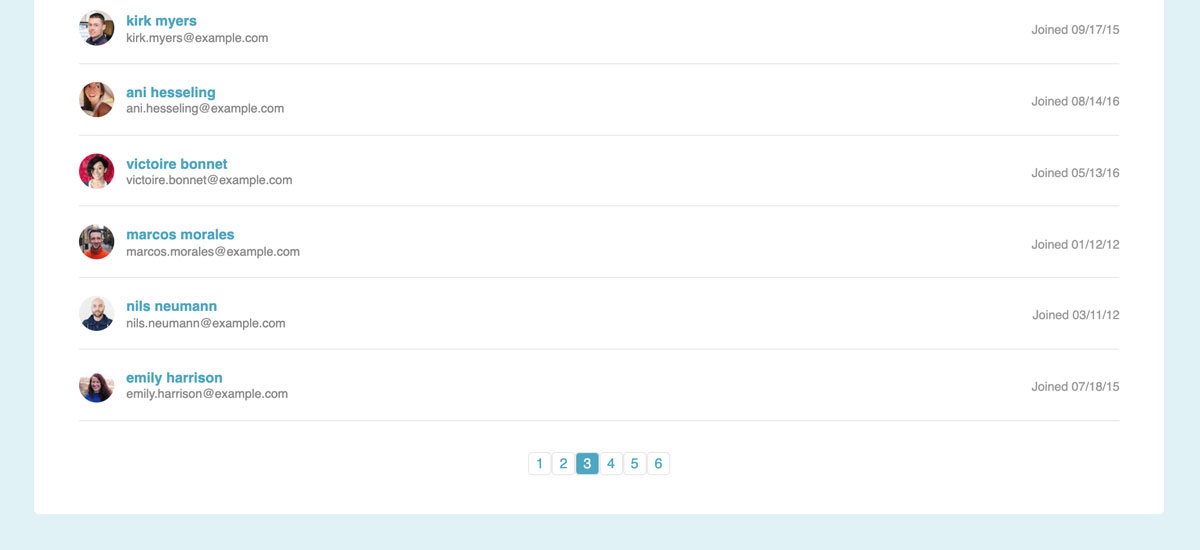 kirk myers
kirk.myers@example.com
Joined 09/17/15
ani hesseling
ani.hesseling@example.com
Joined 08/14/16
victoire bonnet
victoire.bonnet@example.com
Joined 05/13/16
marcos morales
marcos.morales@example.com
Joined 01/12/12
nils neumann
nils.neumann@example.com
Joined 03/11/12
emily harrison
emily.harrison@example.com
Joined 07/18/15
1 2 3 4 5 6